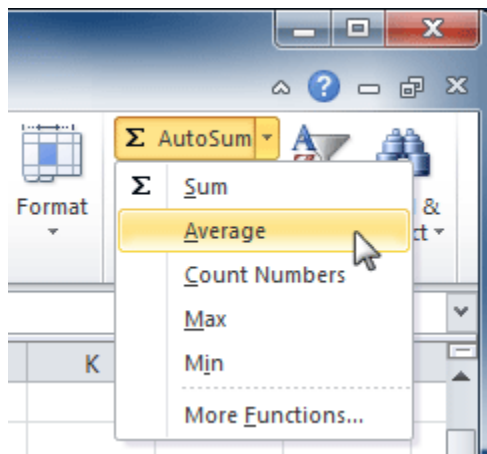 Σ AutoSum
Format
Σ Sum
&
Average
ct
Count Numbers
Max
K
Min
More Functions...